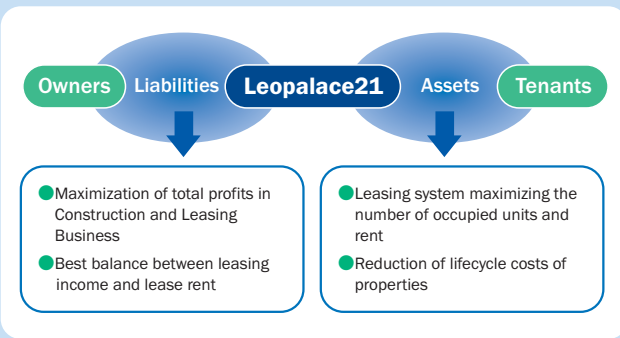 Owners Liabilities Leopalace21 Assets Tenants
Maximization of total profits in
Construction and Leasing
Business
Best balance between leasing
income and lease rent
Leasing system maximizing the
number of occupied units and
rent
Reduction of lifecycle costs of
properties